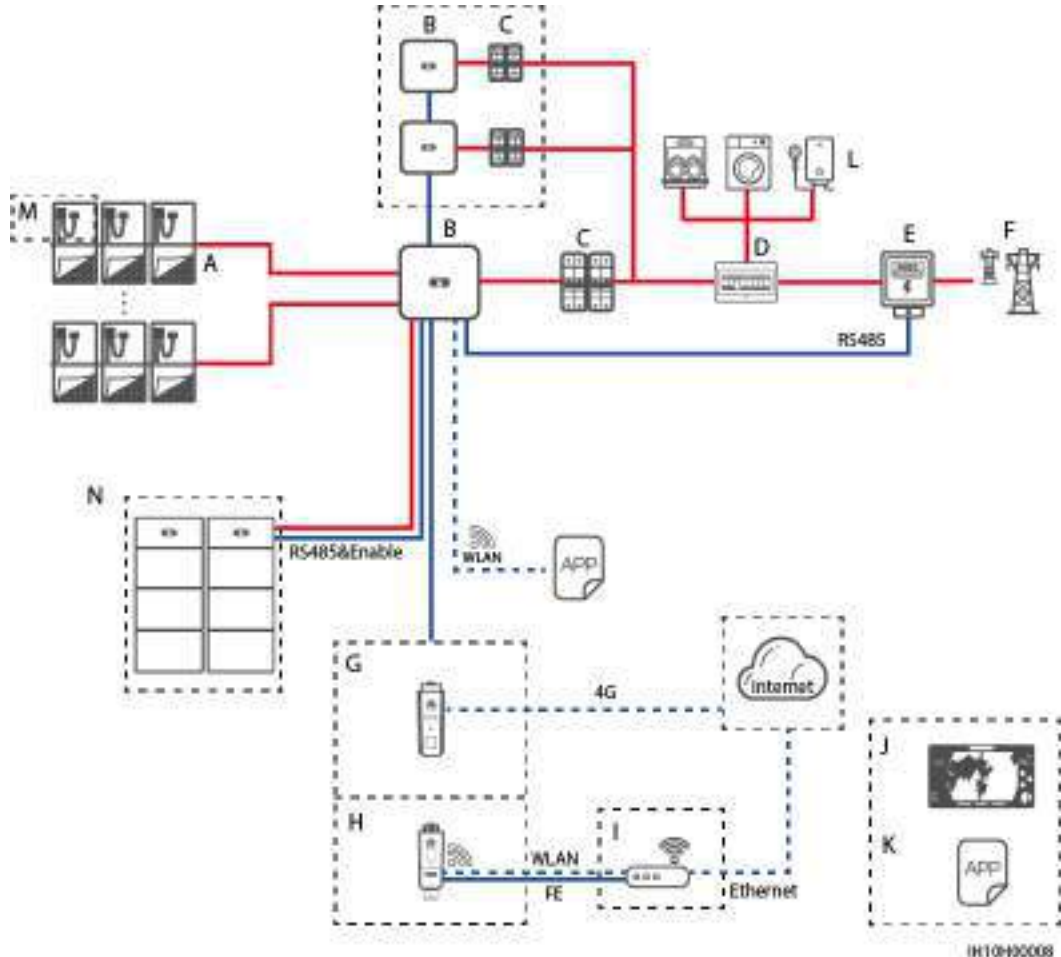 B C
M
A
B
C
D
L
E
F
RS485
N
RS485&Enable
WLAN
APP
G
4G
Internet
H
WLAN
FE
I
Ethernet
J
K
APP
IH10H00008